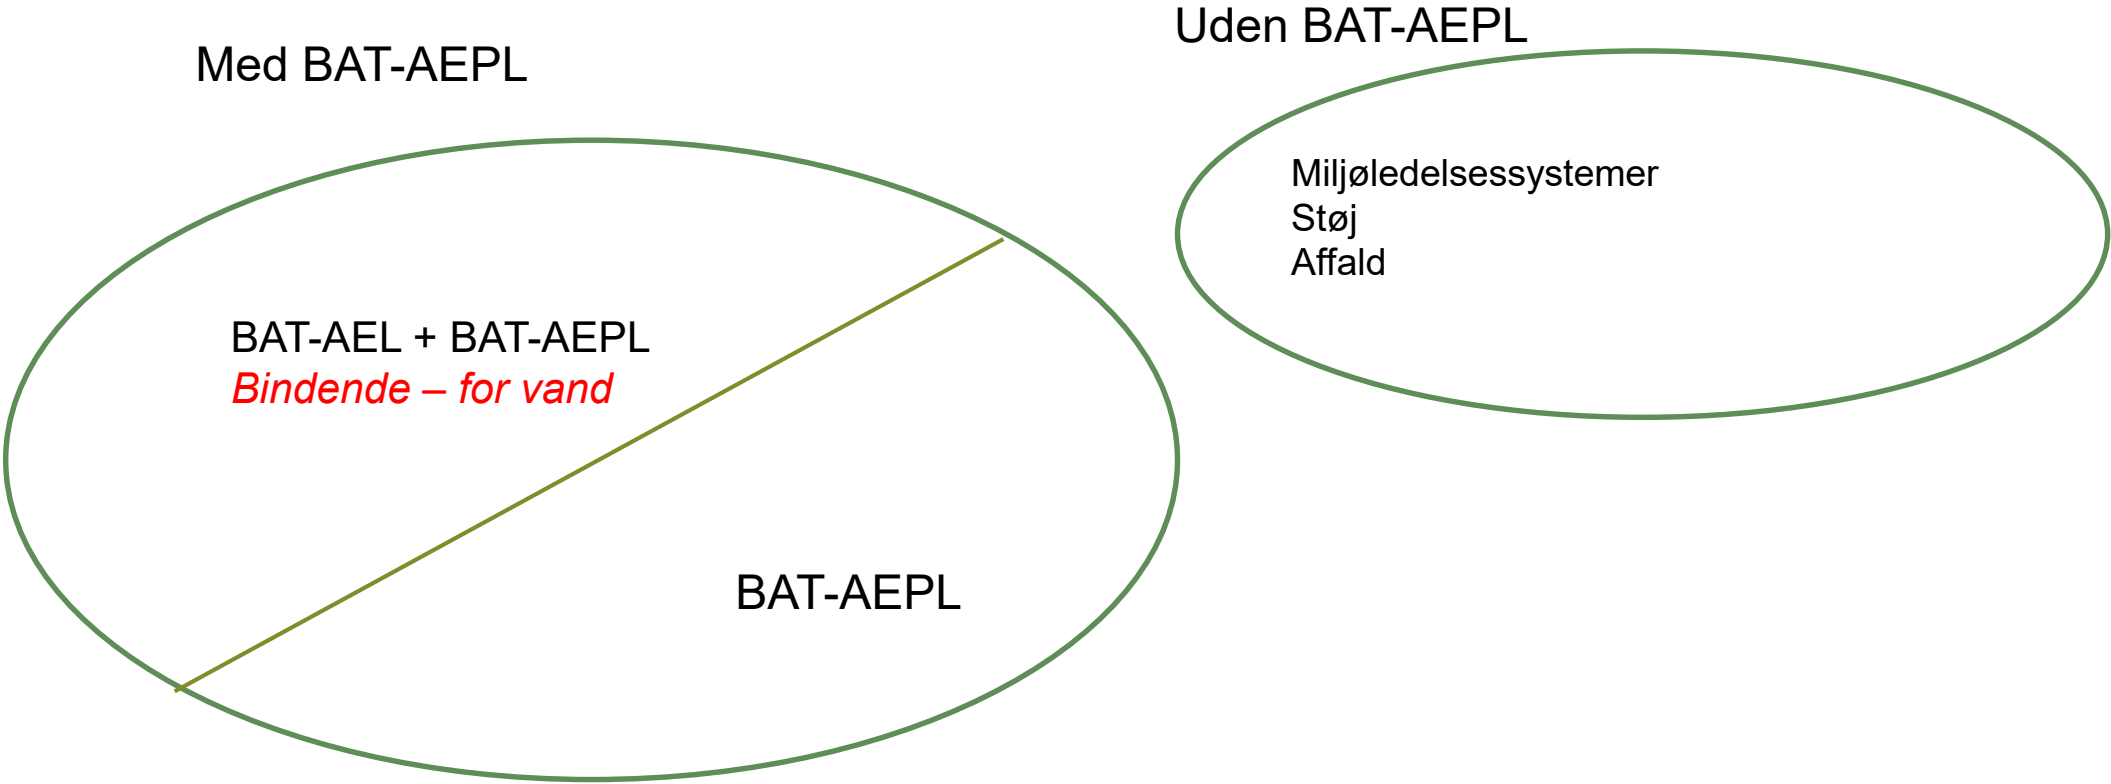 Med BAT-AEPL
BAT-AEL + BAT-AEPL
Bindende – for vand
BAT-AEPL
Uden BAT-AEPL
Miljøledelsessystemer
Støj
Affald